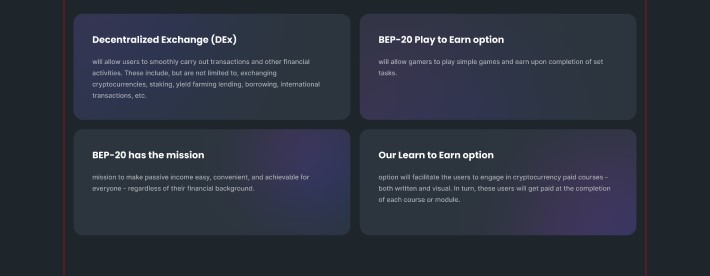 Decentralized Exchange (DEx)
will allow users to smoothly carry out transactions and other financial
activities. These include, but are not limited to, exchanging
cryptocurrencies, staking, yield farming lending, borrowing, international
transactions, etc.
BEP-20 Play to Earn option
will allow gamers to play simple games and earn upon completion of set
tasks.
BEP-20 has the mission
mission to make passive income easy, convenient, and achievable for
everyone - regardless of their financial background.
Our Learn to Earn option
option will facilitate the users to engage in cryptocurrency paid courses -
both written and visual. In turn, these users will get paid at the completion
of each course or module.